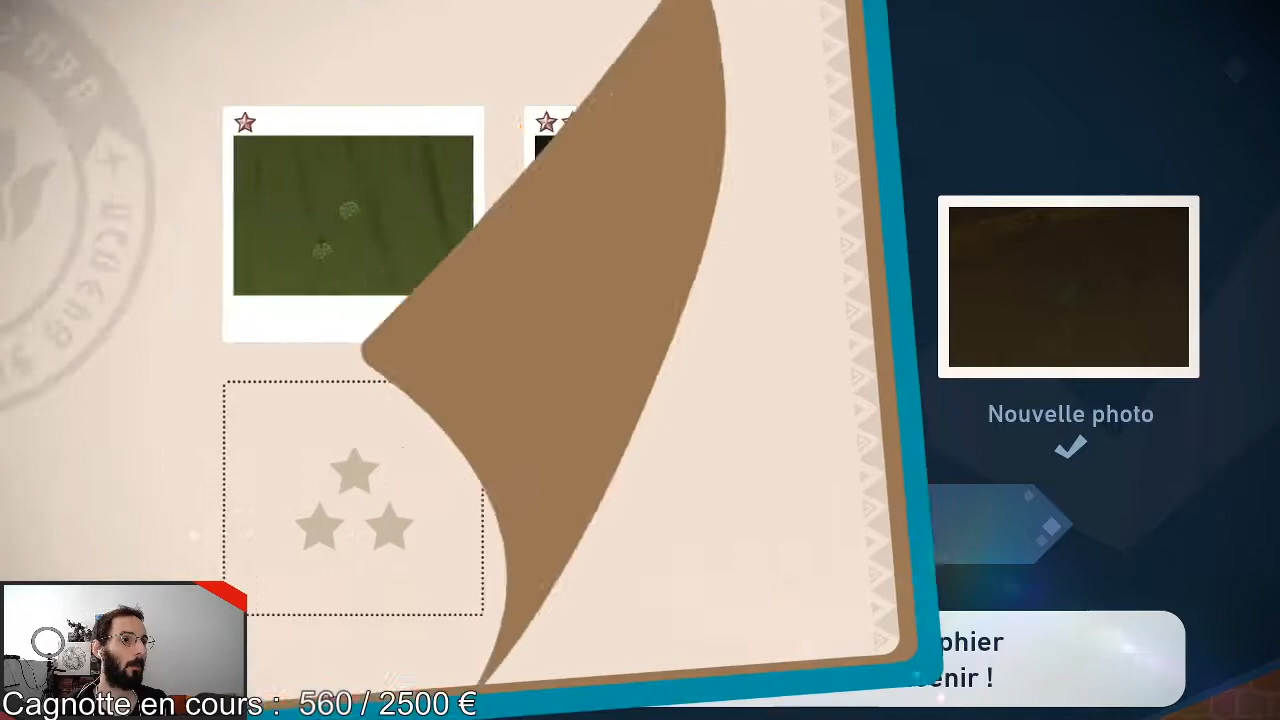 Nouvelle photo
phier
enir !
Cagnotte en cours : 560 / 2500 €